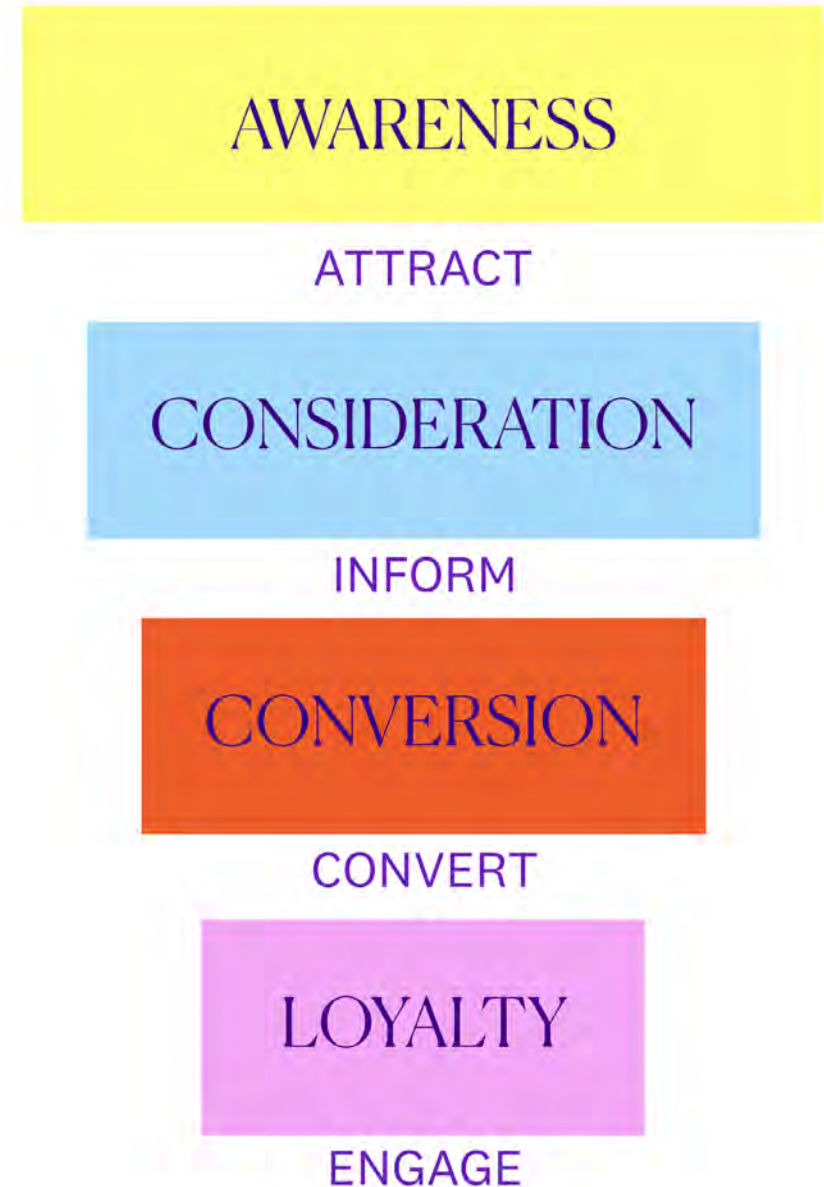 AWARENESS
ATTRACT
CONSIDERATION
INFORM
CONVERSION
CONVERT
LOYALTY
ENGAGE